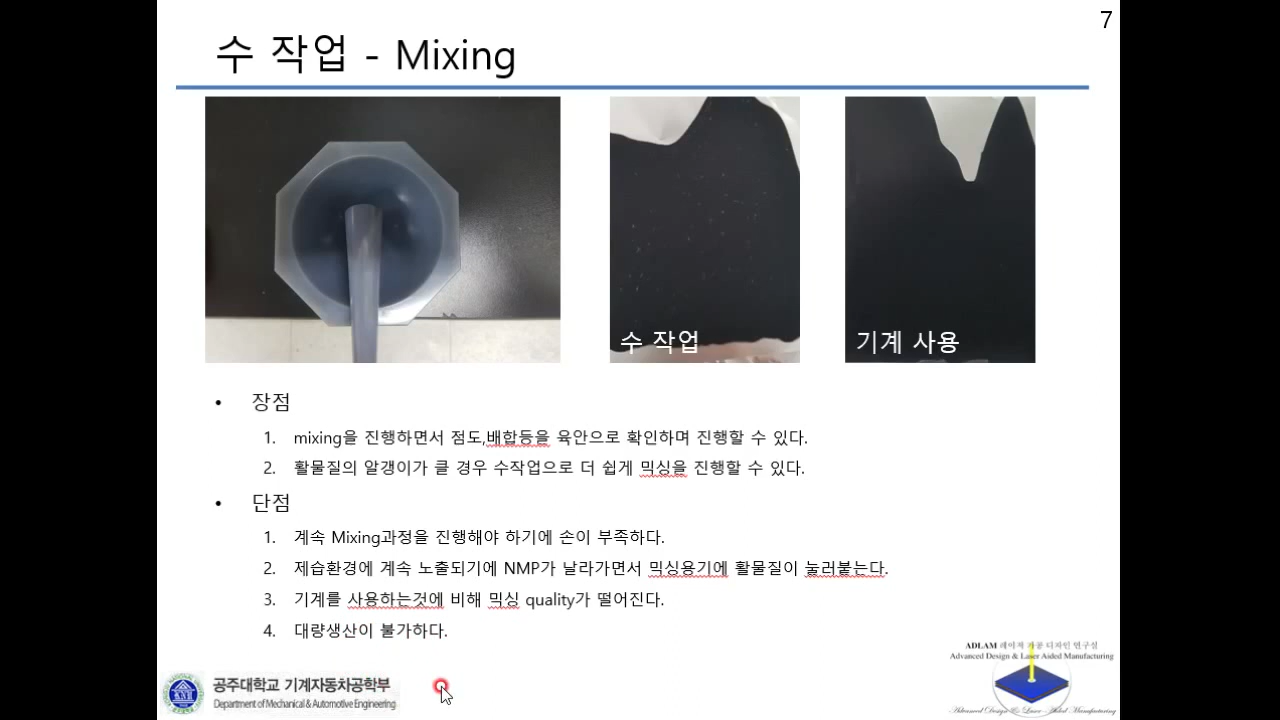 7
수 작업 - Mixing
수 작업
기계 사용
• 장점
1. mixing을 진행하면서 점도,배합등을 육안으로 확인하며 진행할 수 있다.
2. 활물질의 알갱이가 클 경우 수작업으로 더 쉽게 믹싱을 진행할 수 있다.
• 단점
1. 계속 Mixing과정을 진행해야 하기에 손이 부족하다.
2. 제습환경에 계속 노출되기에 NMP가 날라가면서 믹싱용기에 활물질이 눌러붙는다.
3. 기계를 사용하는것에 비해 믹싱 quality가 떨어진다.
4. 대량생산이 불가하다.
공주대학교 기계자동차공학부
Department of Mechanical & Automotive Engineering
ADLAM 레이저 가공 디자인 연구실
Advanced Design & Laser Aided Manufacturing
Advanced Design & Laser-Aided Manufacturing